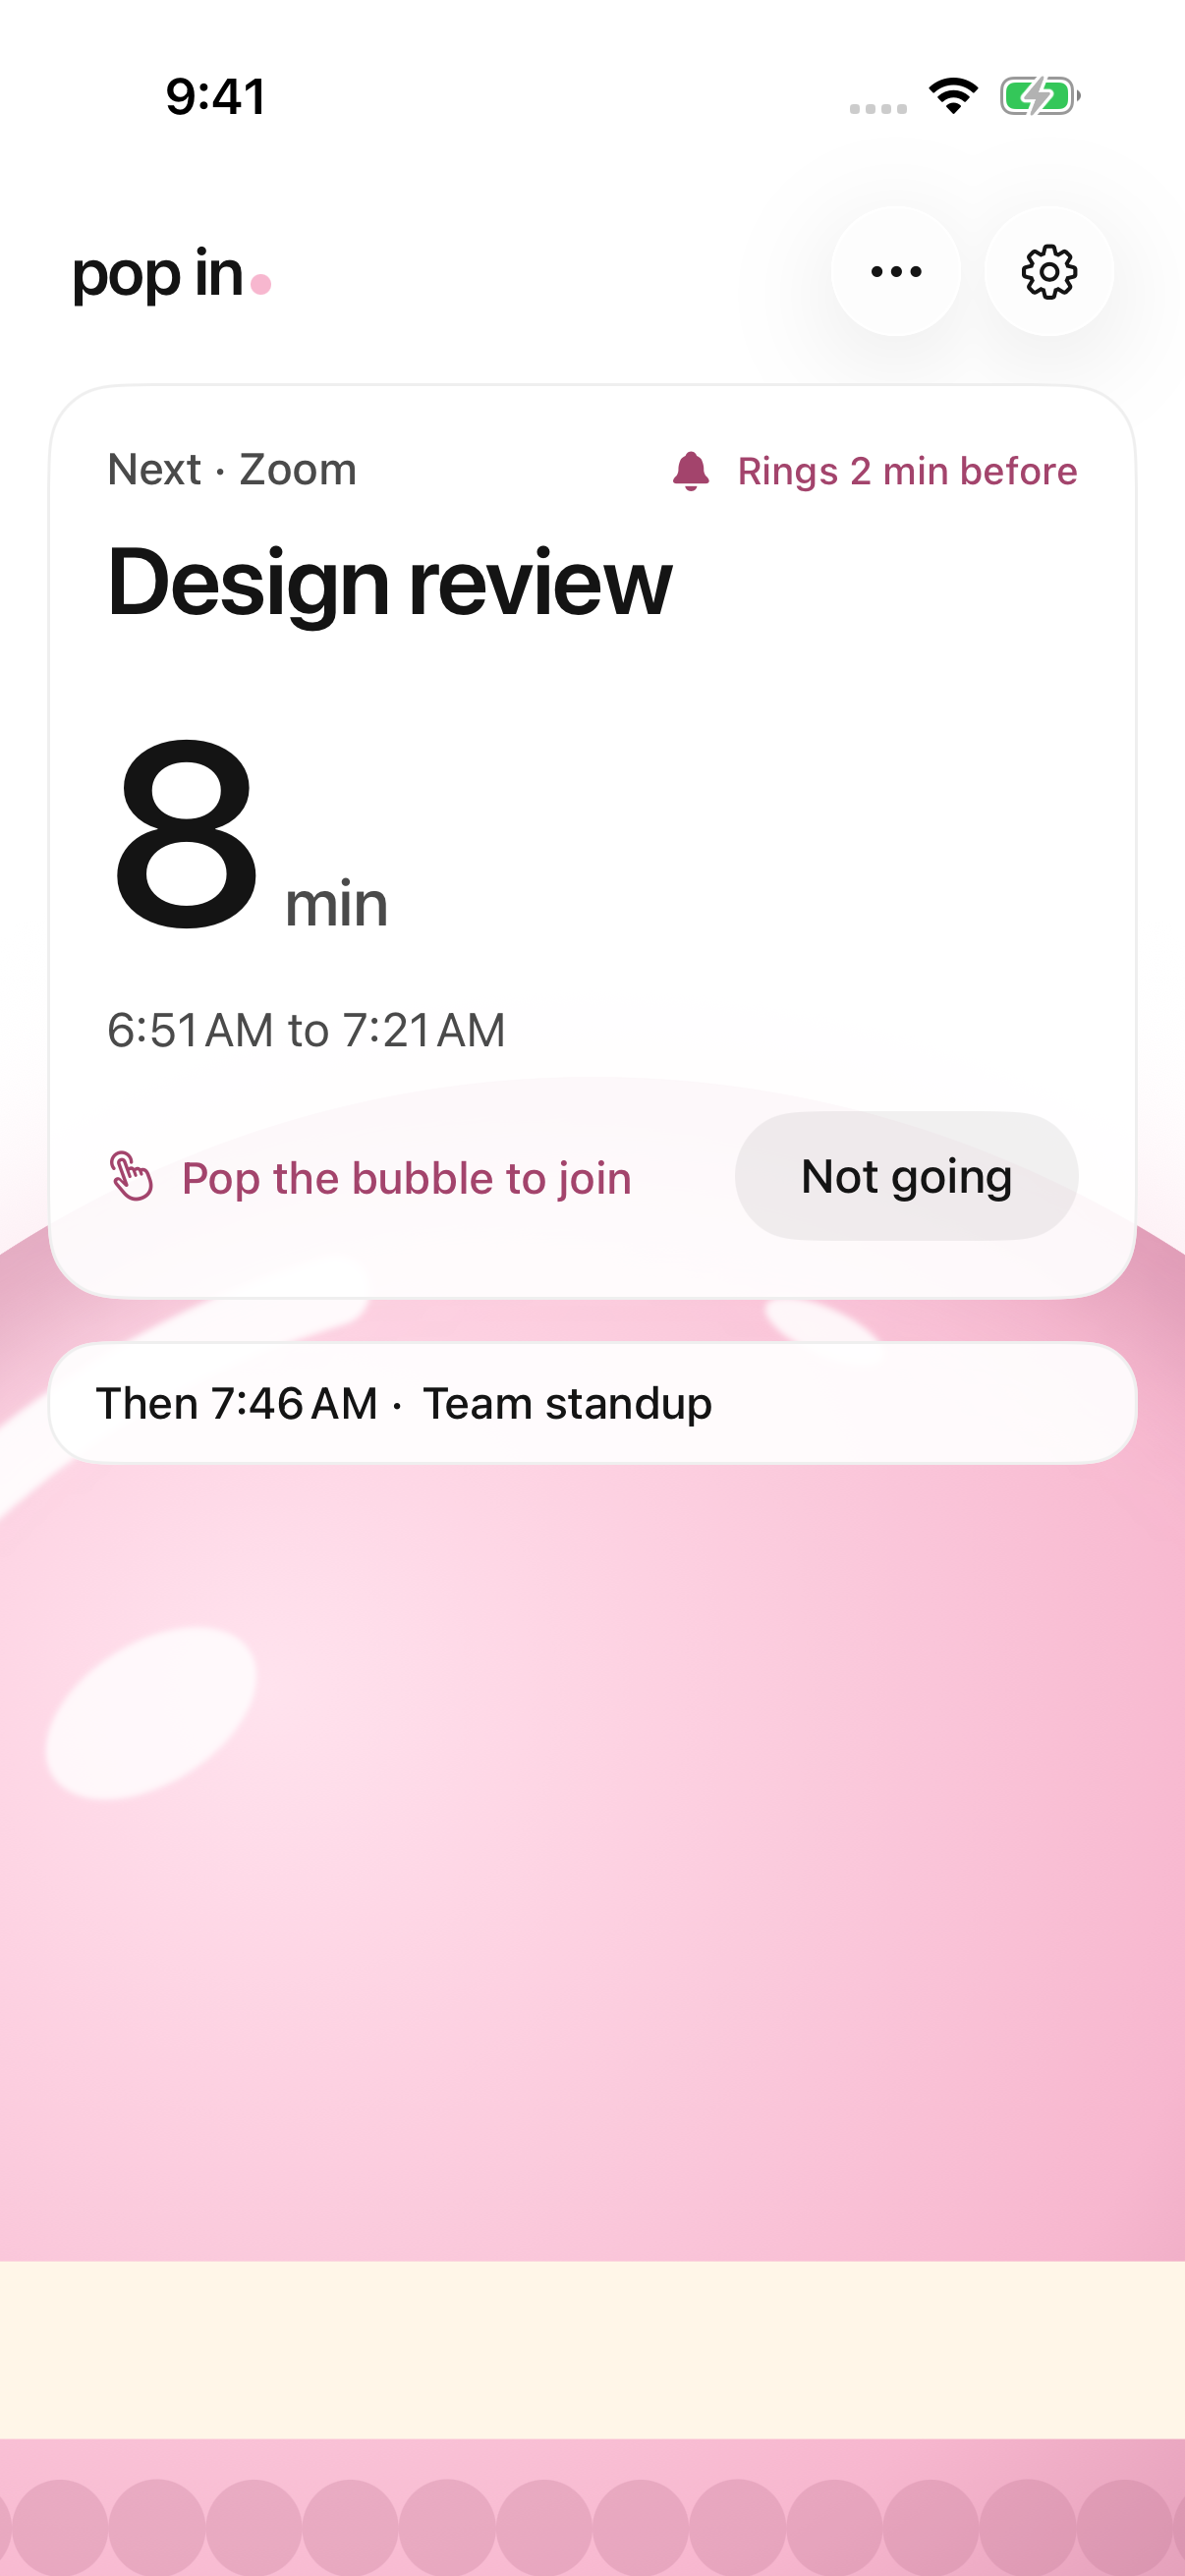 9:41
pop in
Next · Zoom
Rings 2 min before
Design review
8 min
6:51 AM to 7:21 AM
Pop the bubble to join
Not going
Then 7:46 AM · Team standup